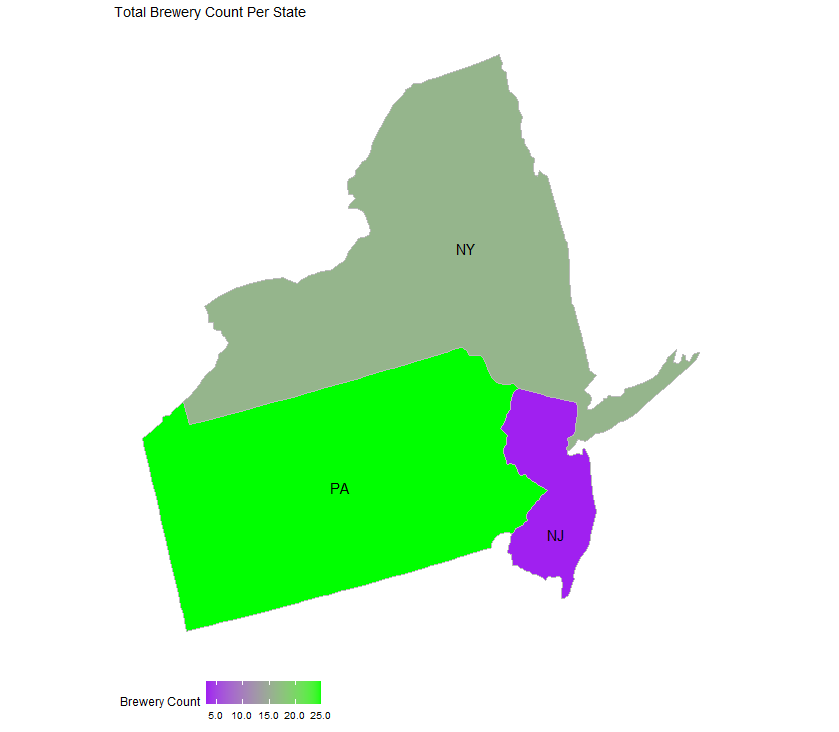 Total Brewery Count Per State
NY
PA
NJ
Brewery Count
5.0 10.0 15.0 20.0 25.0